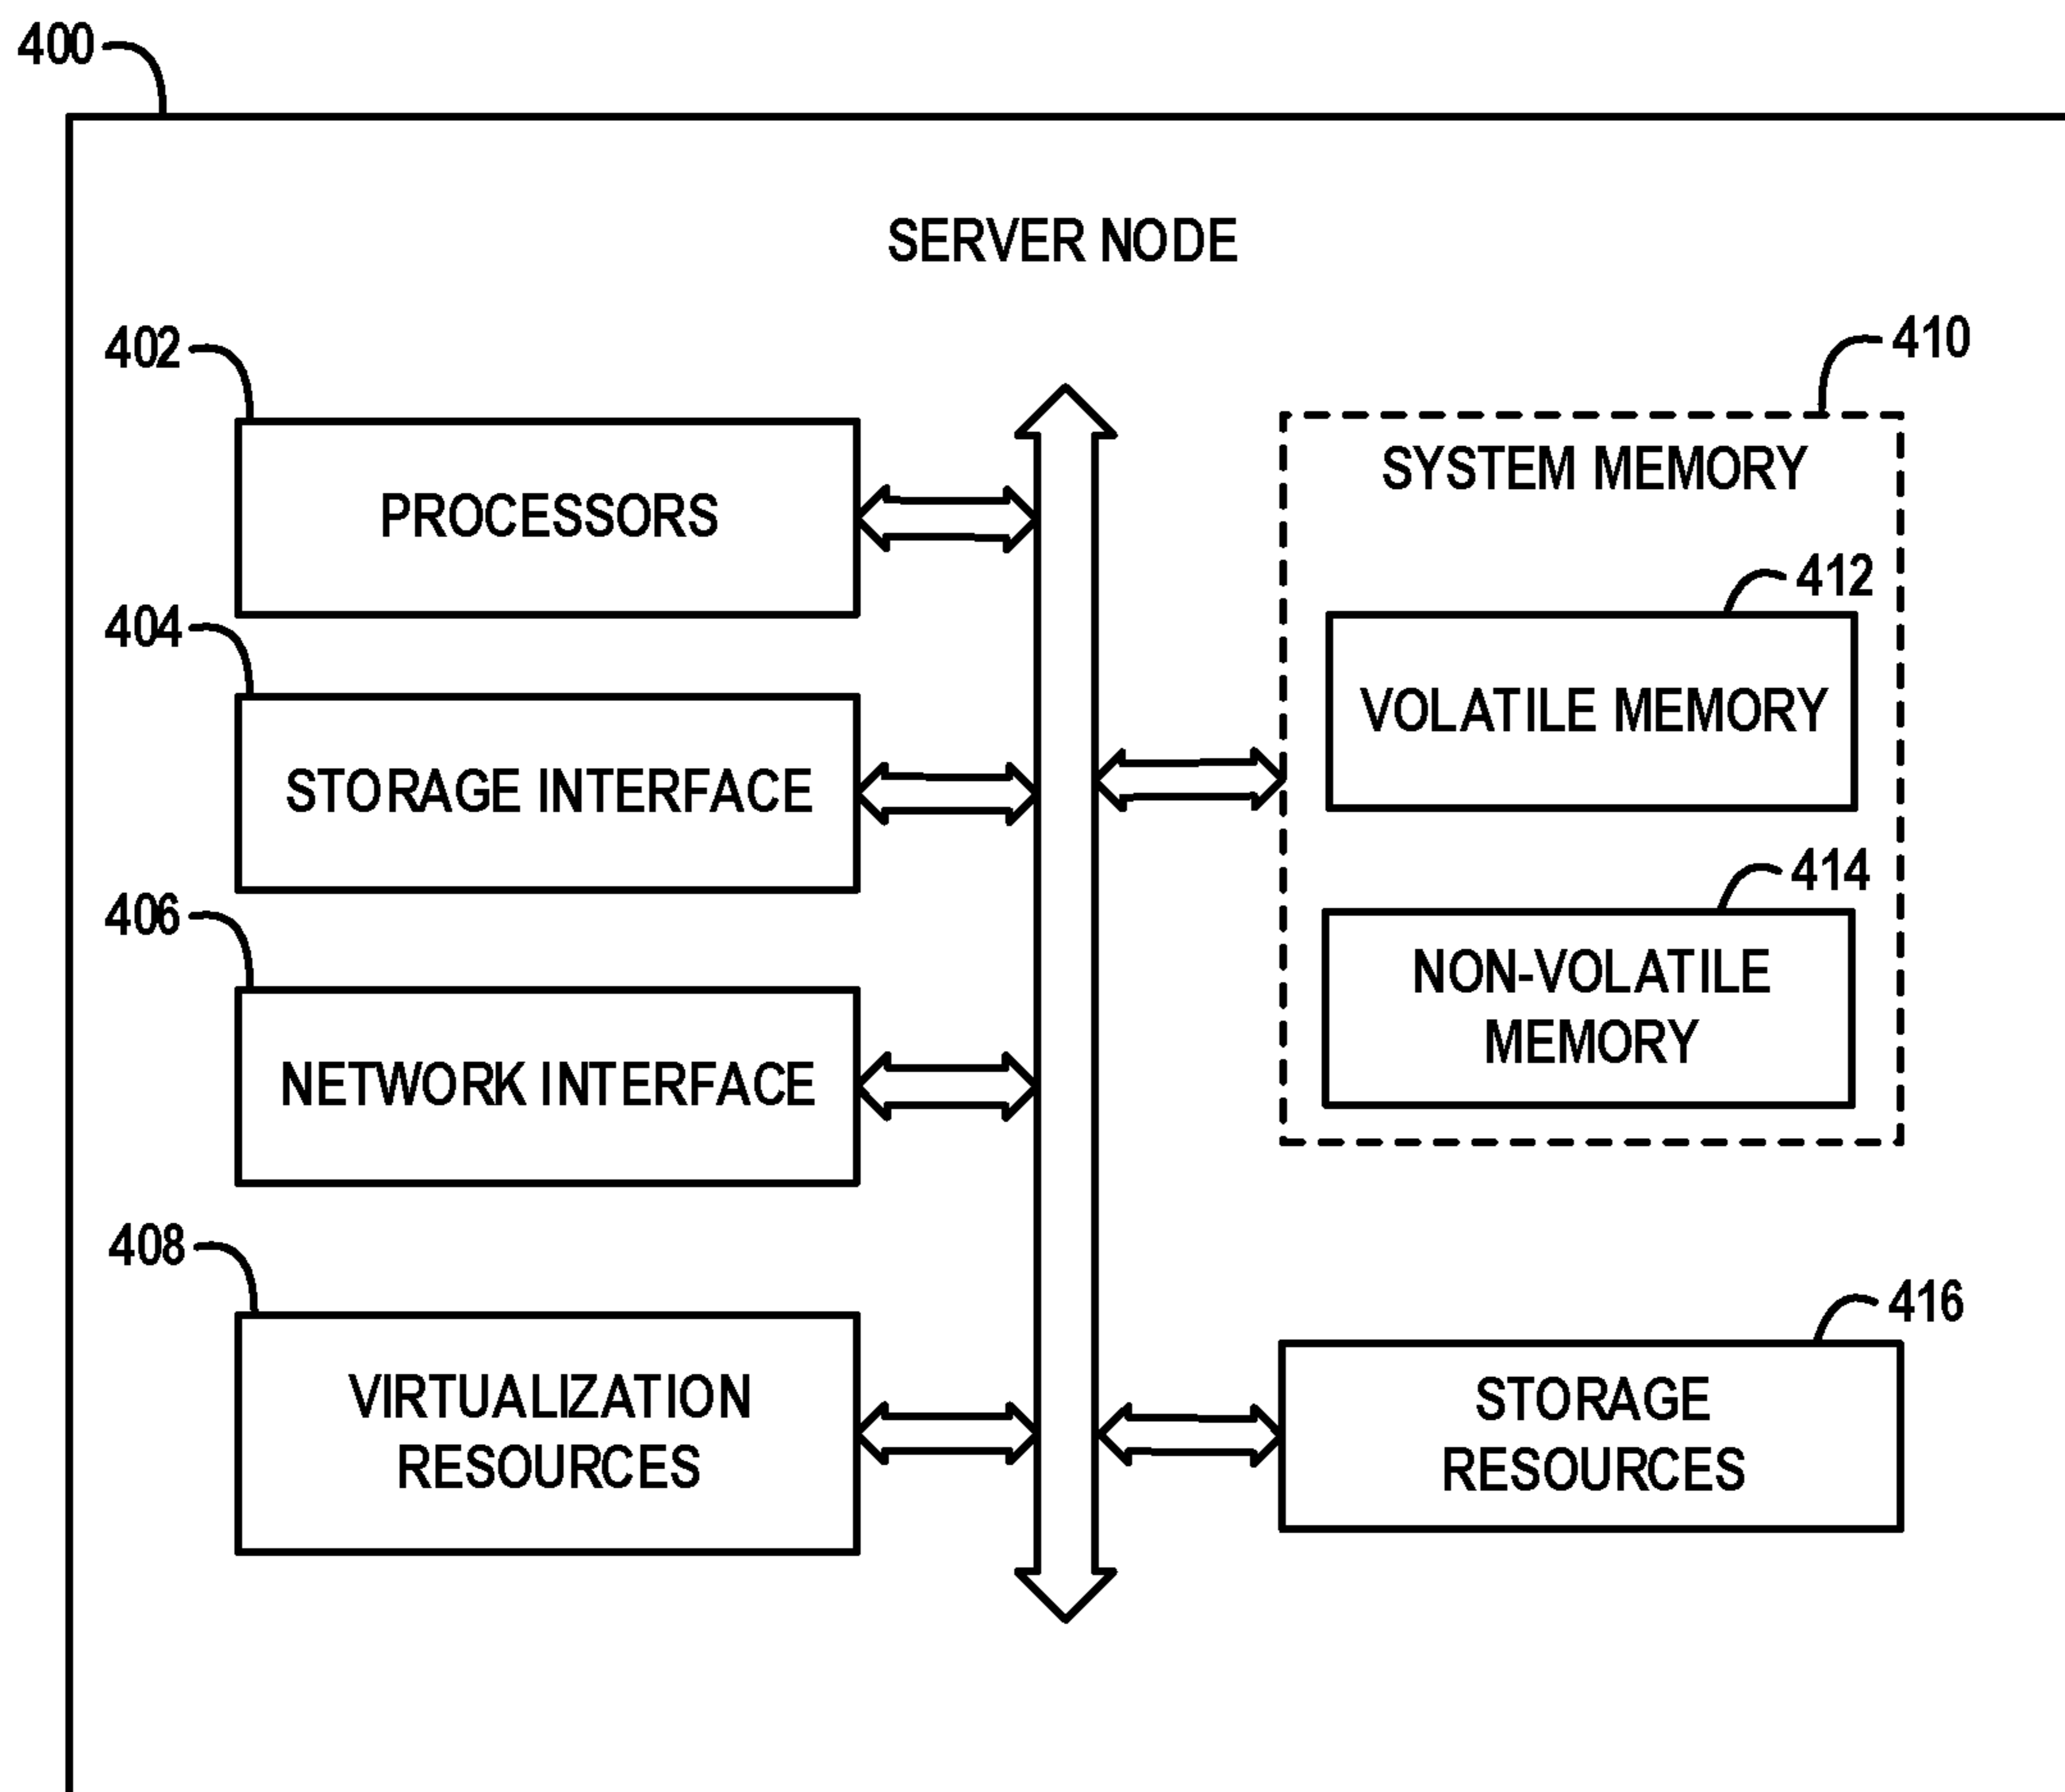 400
SERVER NODE
402
410
PROCESSORS
SYSTEM MEMORY
404
412
STORAGE INTERFACE
VOLATILE MEMORY
406
414
NETWORK INTERFACE
NON-VOLATILE
MEMORY
408
416
VIRTUALIZATION
RESOURCES
STORAGE
RESOURCES